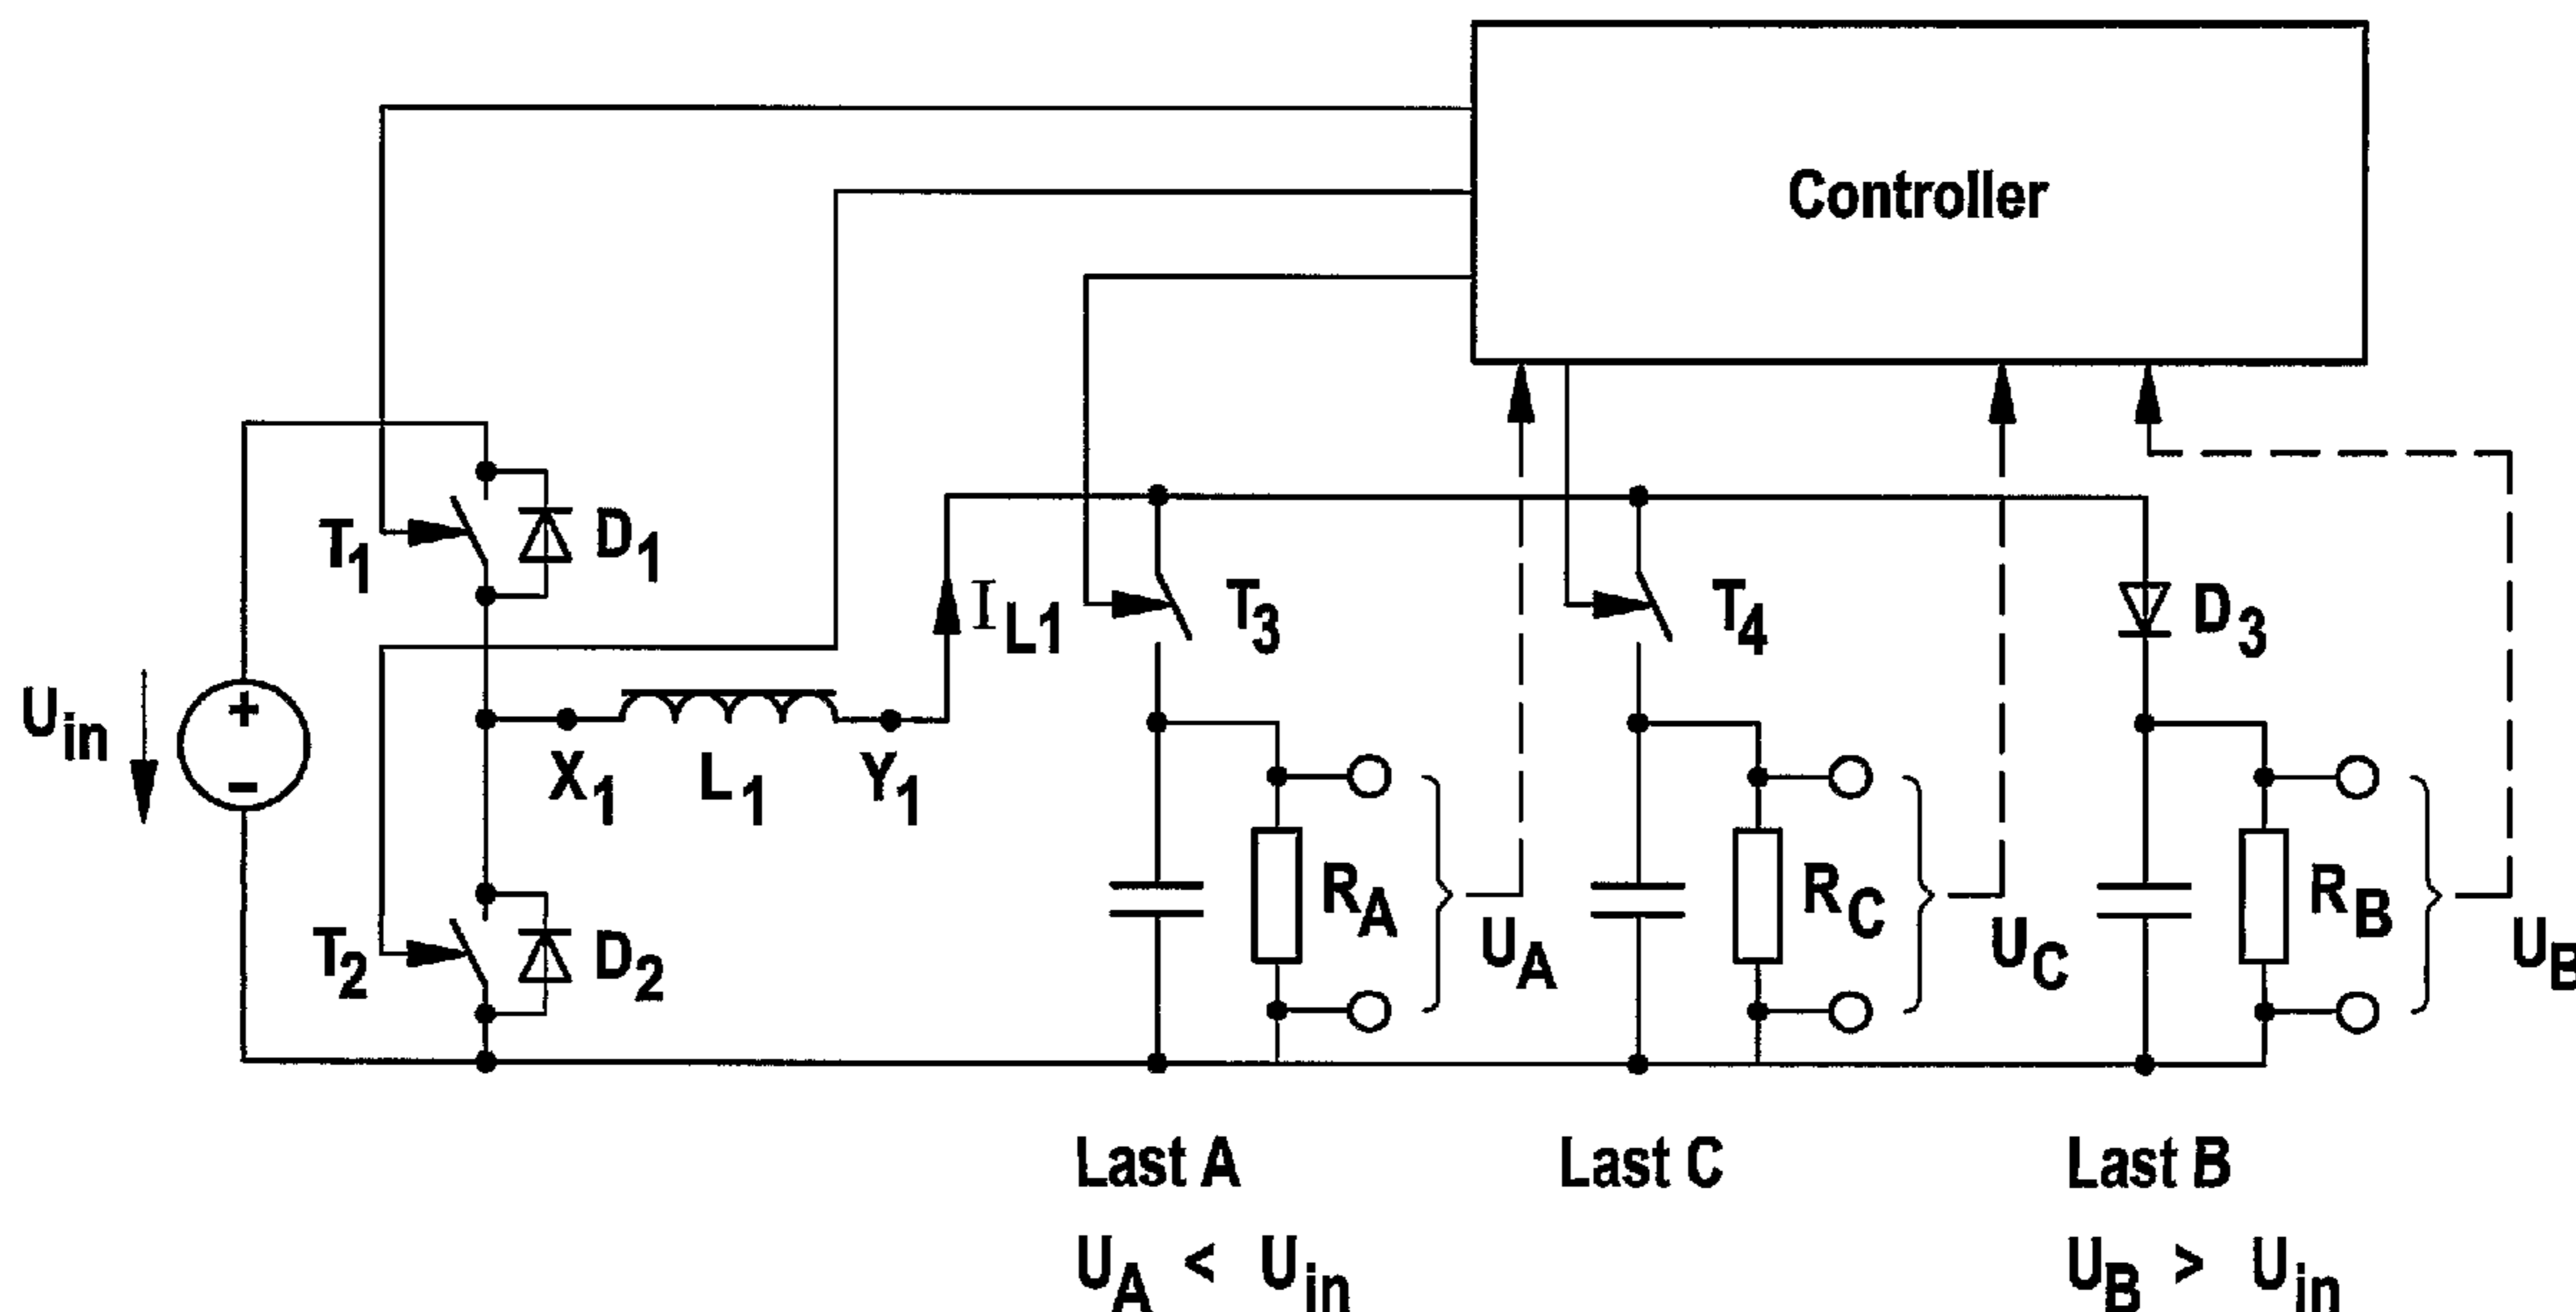 Controller
T1
D1
Uin
+
−
X1
L1
Y1
IL1
T2
D2
T3
T4
D3
RA
UA
RC
UC
RB
UB
Last A
Last C
Last B
UA < Uin
UB > Uin